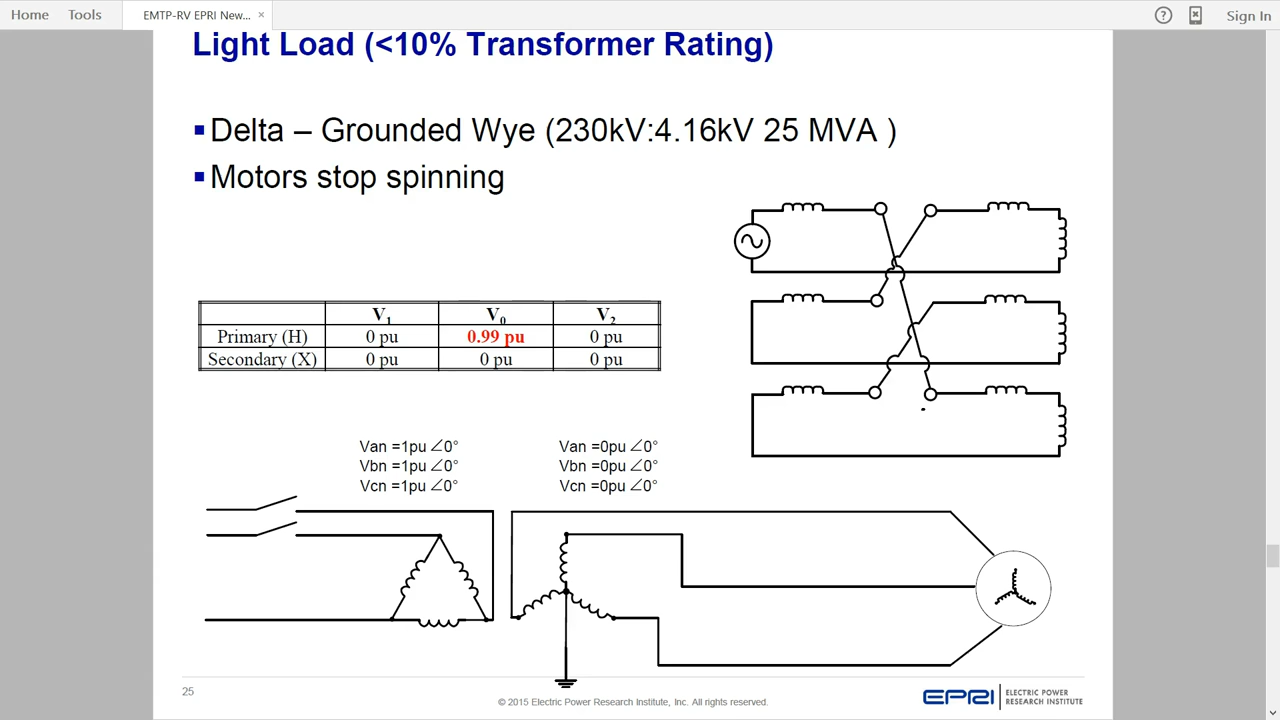 Home Tools EMTP-RV EPRI New... × Sign In
Light Load (<10% Transformer Rating)
▪Delta – Grounded Wye (230kV:4.16kV 25 MVA )
▪Motors stop spinning
V1 V0 V2
Primary (H) 0 pu 0.99 pu 0 pu
Secondary (X) 0 pu 0 pu 0 pu
Van =1pu ∠0° Van =0pu ∠0°
Vbn =1pu ∠0° Vbn =0pu ∠0°
Vcn =1pu ∠0° Vcn =0pu ∠0°
25
© 2015 Electric Power Research Institute, Inc. All rights reserved.
EPRI ELECTRIC POWER
RESEARCH INSTITUTE